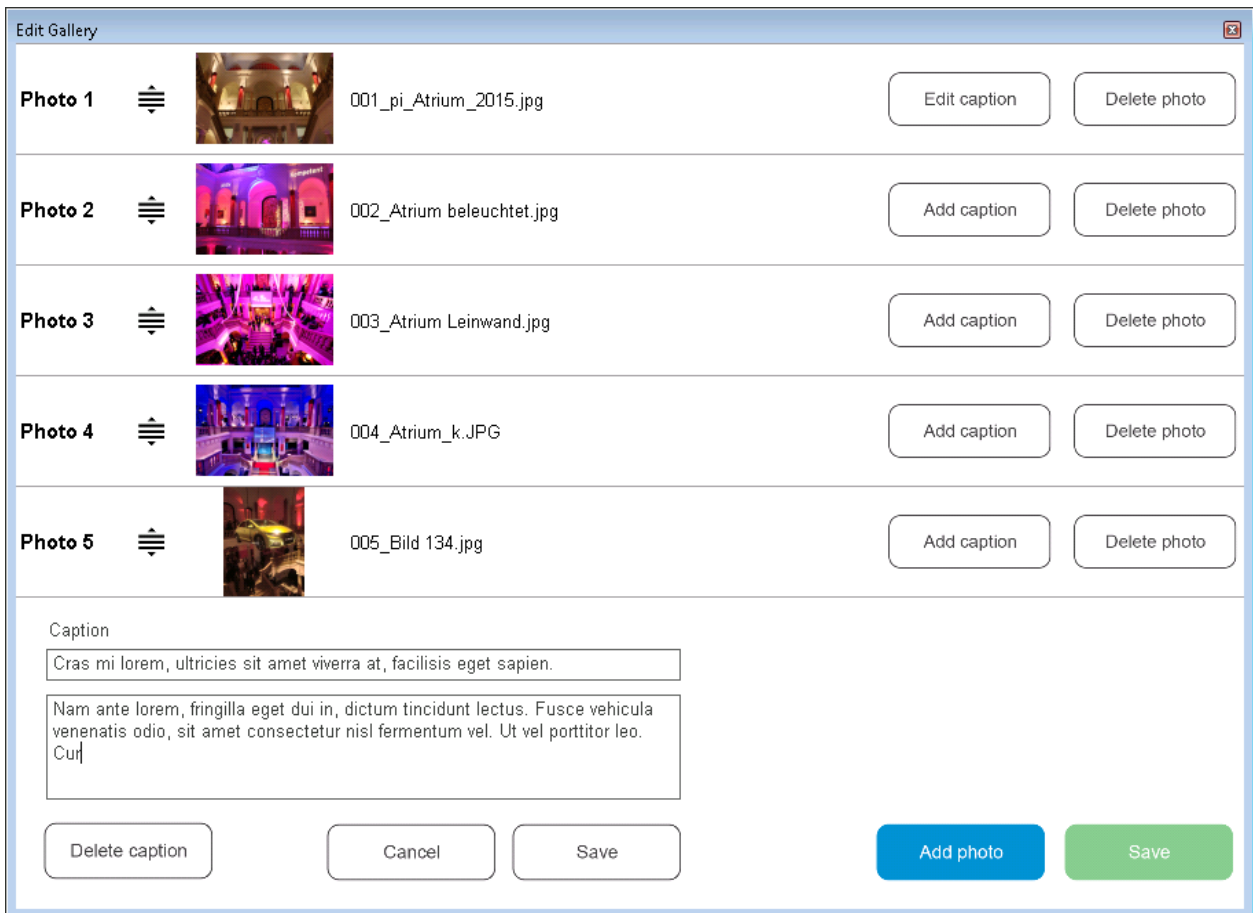 Edit Gallery
Photo 1 001_pi_Atrium_2015.jpg Edit caption Delete photo
Photo 2 002_Atrium beleuchtet.jpg Add caption Delete photo
Photo 3 003_Atrium Leinwand.jpg Add caption Delete photo
Photo 4 004_Atrium_k.JPG Add caption Delete photo
Photo 5 005_Bild 134.jpg Add caption Delete photo
Caption
Cras mi lorem, ultricies sit amet viverra at, facilisis eget sapien.
Nam ante lorem, fringilla eget dui in, dictum tincidunt lectus. Fusce vehicula
venenatis odio, sit amet consectetur nisl fermentum vel. Ut vel porttitor leo.
Cur
Delete caption Cancel Save Add photo Save